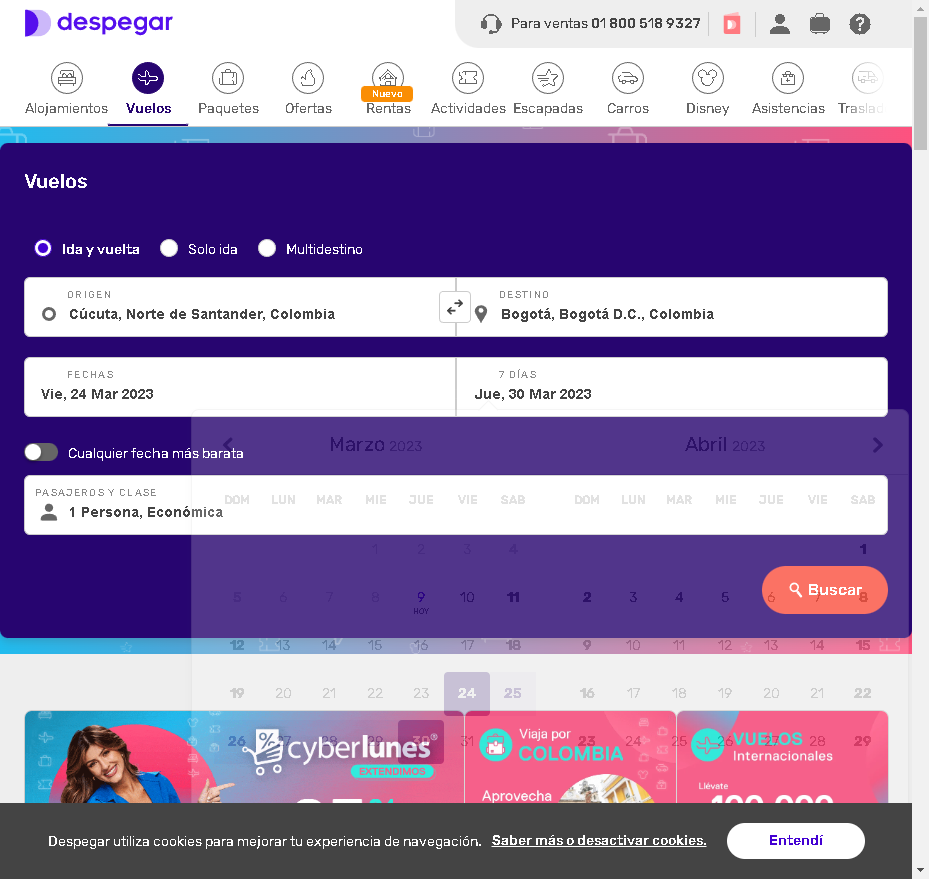 despegar
Para ventas 01 800 518 9327
Alojamientos Vuelos Paquetes Ofertas Nuevo Rentas Actividades Escapadas Carros Disney Asistencias Traslad
Vuelos
Ida y vuelta Solo ida Multidestino
ORIGEN DESTINO
Cúcuta, Norte de Santander, Colombia Bogotá, Bogotá D.C., Colombia
FECHAS 7 DÍAS
Vie, 24 Mar 2023 Jue, 30 Mar 2023
Marzo 2023 Abril 2023
Cualquier fecha más barata
PASAJEROS Y CLASE
1 Persona, Económica
DOM LUN MAR MIE JUE VIE SAB DOM LUN MAR MIE JUE VIE SAB
1 2 3 4 1
5 6 7 8 9 10 11 2 3 4 5 6 7 8
HOY
Buscar
12 13 14 15 16 17 18 9 10 11 12 13 14 15
19 20 21 22 23 24 25 16 17 18 19 20 21 22
26 27 28 29 30 31 23 24 25 26 27 28 29
cyberlunes®
EXTENDIMOS
Viaja por
COLOMBIA
Aprovecha
VUELOS
Internacionales
Llévate
100.000
Despegar utiliza cookies para mejorar tu experiencia de navegación. Saber más o desactivar cookies. Entendí